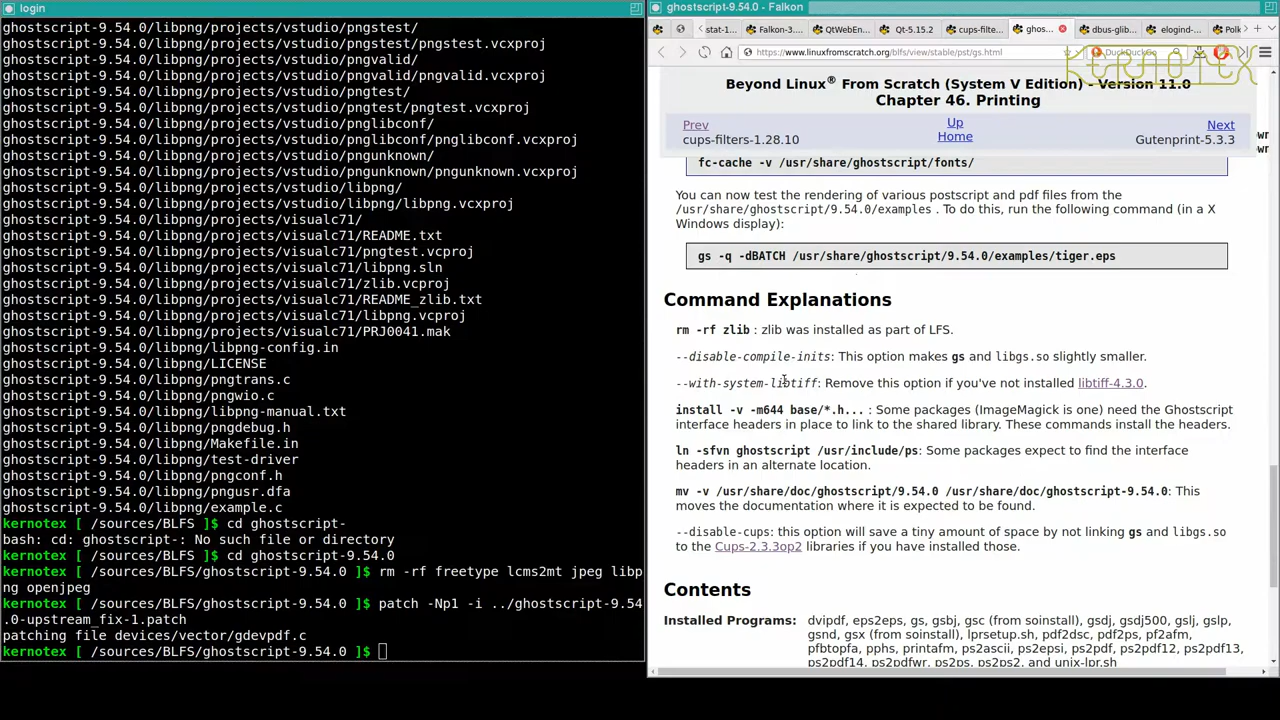 login
ghostscript-9.54.0/libpng/projects/vstudio/pngstest/
ghostscript-9.54.0/libpng/projects/vstudio/pngstest/pngstest.vcxproj
ghostscript-9.54.0/libpng/projects/vstudio/pngvalid/
ghostscript-9.54.0/libpng/projects/vstudio/pngvalid/pngvalid.vcxproj
ghostscript-9.54.0/libpng/projects/vstudio/pngtest/
ghostscript-9.54.0/libpng/projects/vstudio/pngtest/pngtest.vcxproj
ghostscript-9.54.0/libpng/projects/vstudio/pnglibconf/
ghostscript-9.54.0/libpng/projects/vstudio/pnglibconf/pnglibconf.vcxproj
ghostscript-9.54.0/libpng/projects/vstudio/pngunknown/
ghostscript-9.54.0/libpng/projects/vstudio/pngunknown/pngunknown.vcxproj
ghostscript-9.54.0/libpng/projects/vstudio/libpng/
ghostscript-9.54.0/libpng/projects/vstudio/libpng/libpng.vcxproj
ghostscript-9.54.0/libpng/projects/visualc71/
ghostscript-9.54.0/libpng/projects/visualc71/README.txt
ghostscript-9.54.0/libpng/projects/visualc71/pngtest.vcproj
ghostscript-9.54.0/libpng/projects/visualc71/libpng.sln
ghostscript-9.54.0/libpng/projects/visualc71/zlib.vcproj
ghostscript-9.54.0/libpng/projects/visualc71/README_zlib.txt
ghostscript-9.54.0/libpng/projects/visualc71/libpng.vcproj
ghostscript-9.54.0/libpng/projects/visualc71/PRJ0041.mak
ghostscript-9.54.0/libpng/libpng-config.in
ghostscript-9.54.0/libpng/LICENSE
ghostscript-9.54.0/libpng/pngtrans.c
ghostscript-9.54.0/libpng/pngwio.c
ghostscript-9.54.0/libpng/libpng-manual.txt
ghostscript-9.54.0/libpng/pngdebug.h
ghostscript-9.54.0/libpng/Makefile.in
ghostscript-9.54.0/libpng/test-driver
ghostscript-9.54.0/libpng/pngconf.h
ghostscript-9.54.0/libpng/pngusr.dfa
ghostscript-9.54.0/libpng/example.c
kernotex [ /sources/BLFS ]$ cd ghostscript-
bash: cd: ghostscript-: No such file or directory
kernotex [ /sources/BLFS ]$ cd ghostscript-9.54.0
kernotex [ /sources/BLFS/ghostscript-9.54.0 ]$ rm -rf freetype lcms2mt jpeg libp
ng openjpeg
kernotex [ /sources/BLFS/ghostscript-9.54.0 ]$ patch -Np1 -i ../ghostscript-9.54
.0-upstream_fix-1.patch
patching file devices/vector/gdevpdf.c
kernotex [ /sources/BLFS/ghostscript-9.54.0 ]$
ghostscript-9.54.0 - Falkon
stat-1 Falkon-3... QtWebEn... Qt-5.15.2 cups-filte... ghos... dbus-glib... elogind-... Polk
https://www.linuxfromscratch.org/blfs/view/stable/pst/gs.html DuckDuckGo
KERNOTEX
Beyond Linux® From Scratch (System V Edition) - Version 11.0
Chapter 46. Printing
Prev Up Next
cups-filters-1.28.10 Home Gutenprint-5.3.3
fc-cache -v /usr/share/ghostscript/fonts/
You can now test the rendering of various postscript and pdf files from the
/usr/share/ghostscript/9.54.0/examples . To do this, run the following command (in a X
Windows display):
gs -q -dBATCH /usr/share/ghostscript/9.54.0/examples/tiger.eps
Command Explanations
rm -rf zlib : zlib was installed as part of LFS.
--disable-compile-inits: This option makes gs and libgs.so slightly smaller.
--with-system-libtiff: Remove this option if you've not installed libtiff-4.3.0.
install -v -m644 base/*.h... : Some packages (ImageMagick is one) need the Ghostscript
interface headers in place to link to the shared library. These commands install the headers.
ln -sfvn ghostscript /usr/include/ps: Some packages expect to find the interface
headers in an alternate location.
mv -v /usr/share/doc/ghostscript/9.54.0 /usr/share/doc/ghostscript-9.54.0: This
moves the documentation where it is expected to be found.
--disable-cups: this option will save a tiny amount of space by not linking gs and libgs.so
to the Cups-2.3.3op2 libraries if you have installed those.
Contents
Installed Programs: dvipdf, eps2eps, gs, gsbj, gsc (from soinstall), gsdj, gsdj500, gslj, gslp,
gsnd, gsx (from soinstall), lprsetup.sh, pdf2dsc, pdf2ps, pf2afm,
pfbtopfa, pphs, printafm, ps2ascii, ps2epsi, ps2pdf, ps2pdf12, ps2pdf13,
ps2pdf14, ps2pdfwr, ps2ps, ps2ps2, and unix-lpr.sh